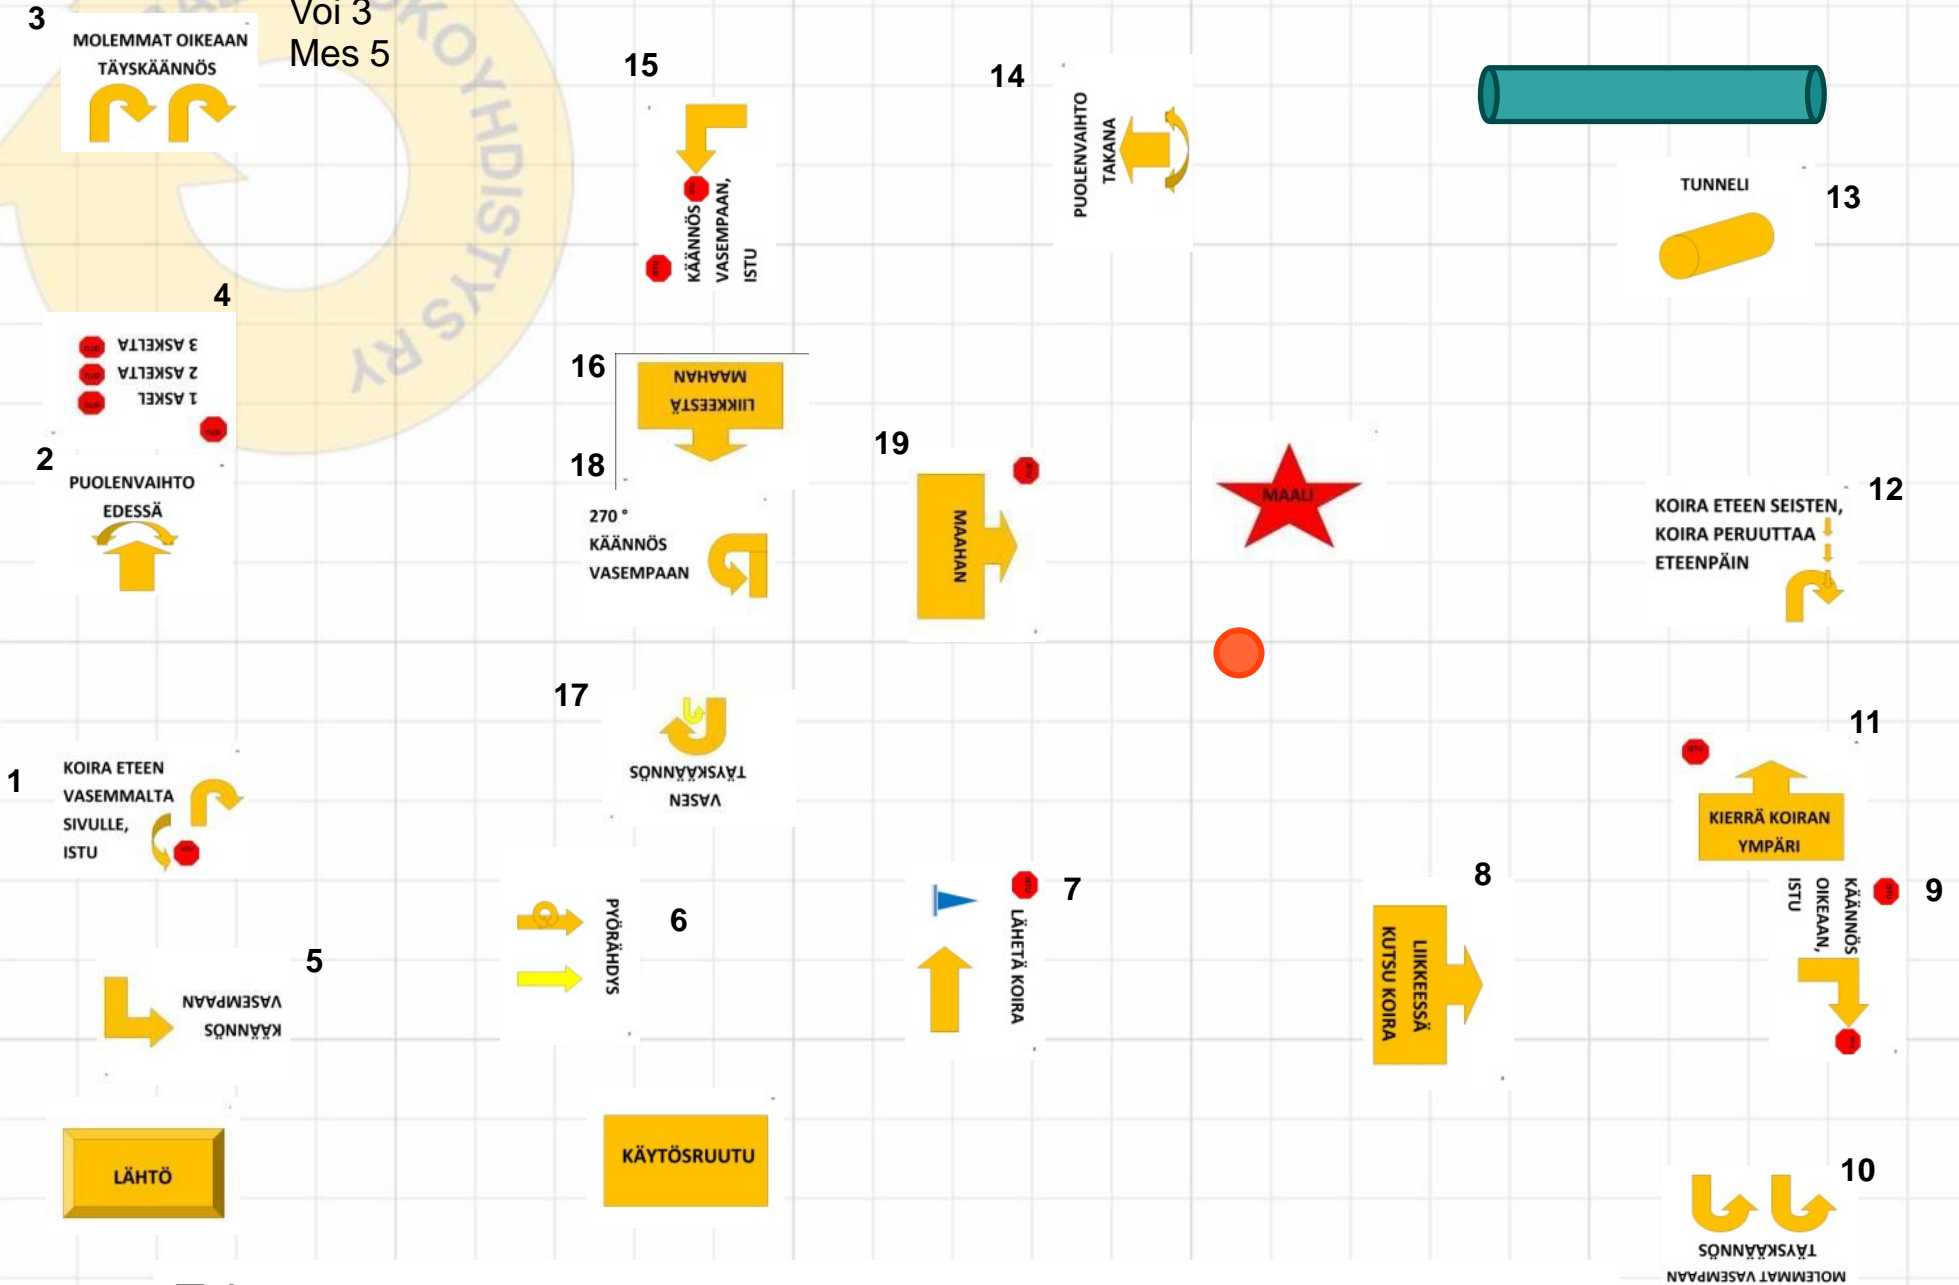 Voi 3
Mes 5
3
MOLEMMAT OIKEAAN
TÄYSKÄÄNNÖS
KOYHDISTYS RY
15
KÄÄNNÖS
VASEMPAAN,
ISTU
14
PUOLENVAIHTO
TAKANA
TUNNELI
13
4
3 ASKELTA
2 ASKELTA
1 ASKEL
16
LIIKKEESTÄ
MAAHAN
2
PUOLENVAIHTO
EDESSÄ
18
270 °
KÄÄNNÖS
VASEMPAAN
19
MAAHAN
MAALI
12
KOIRA ETEEN SEISTEN,
KOIRA PERUUTTAA
ETEENPÄIN
17
VASEN
TÄYSKÄÄNNÖS
11
KIERRÄ KOIRAN
YMPÄRI
1
KOIRA ETEEN
VASEMMALTA
SIVULLE,
ISTU
5
KÄÄNNÖS
VASEMPAAN
6
PYÖRÄHDYS
7
LÄHETÄ KOIRA
8
LIIKKEESSÄ
KUTSU KOIRA
9
KÄÄNNÖS
OIKEAAN,
ISTU
LÄHTÖ
KÄYTÖSRUUTU
10
MOLEMMAT VASEMPAAN
TÄYSKÄÄNNÖS